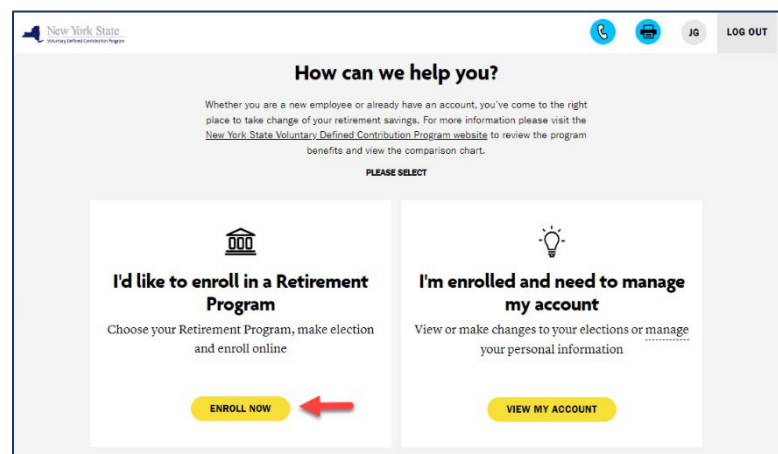 New York State
Voluntary Defined Contribution Program
JG
LOG OUT
How can we help you?
Whether you are a new employee or already have an account, you've come to the right
place to take change of your retirement savings. For more information please visit the
New York State Voluntary Defined Contribution Program website to review the program
benefits and view the comparison chart.
PLEASE SELECT
I'd like to enroll in a Retirement
Program
Choose your Retirement Program, make election
and enroll online
ENROLL NOW
I'm enrolled and need to manage
my account
View or make changes to your elections or manage
your personal information
VIEW MY ACCOUNT